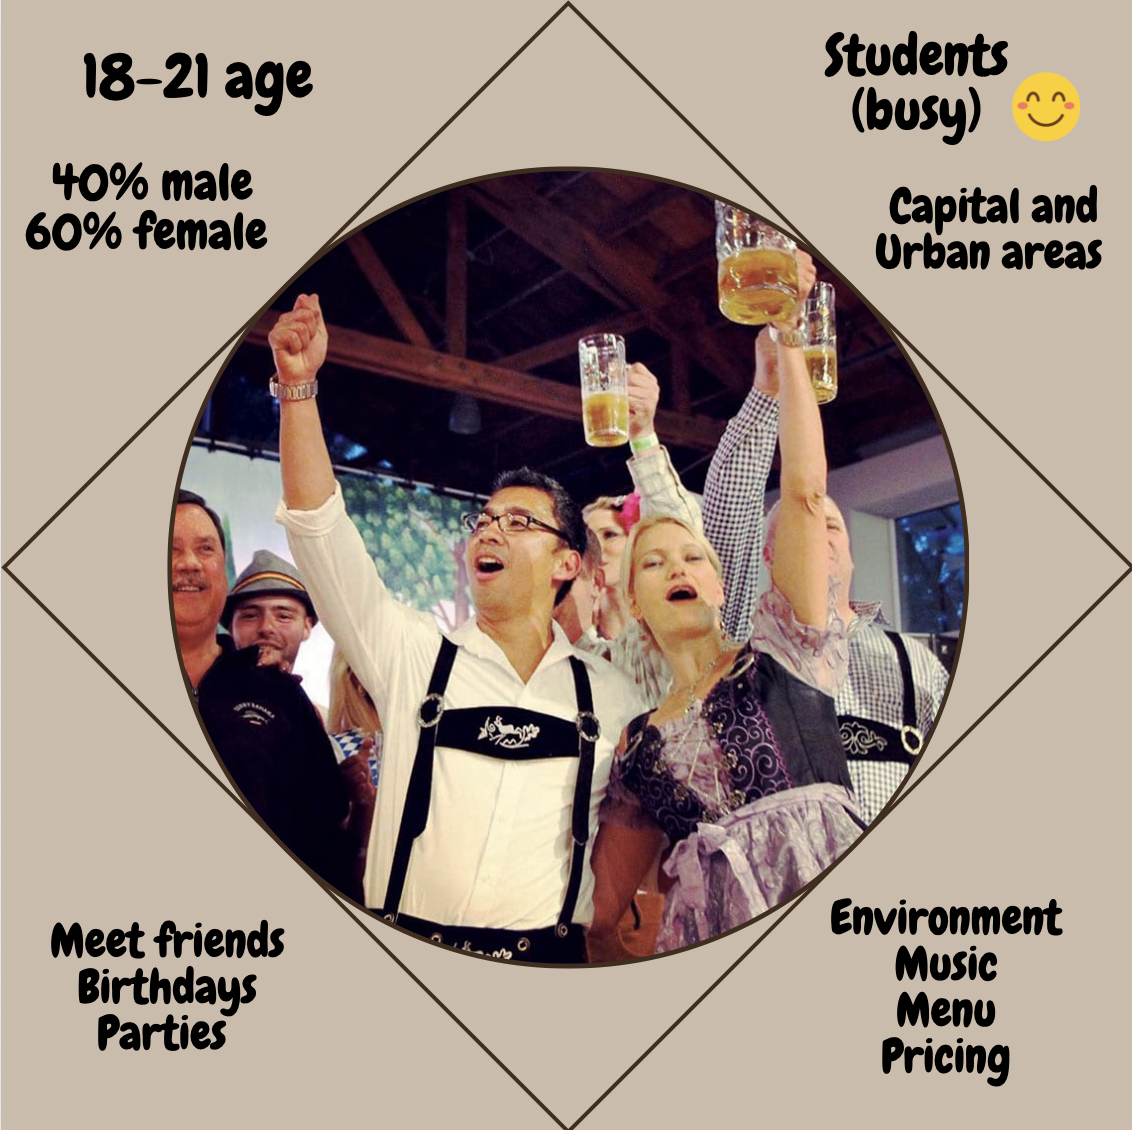 18-21 age
40% male
60% female
Students
(busy)
Capital and
Urban areas
Meet friends
Birthdays
Parties
Environment
Music
Menu
Pricing